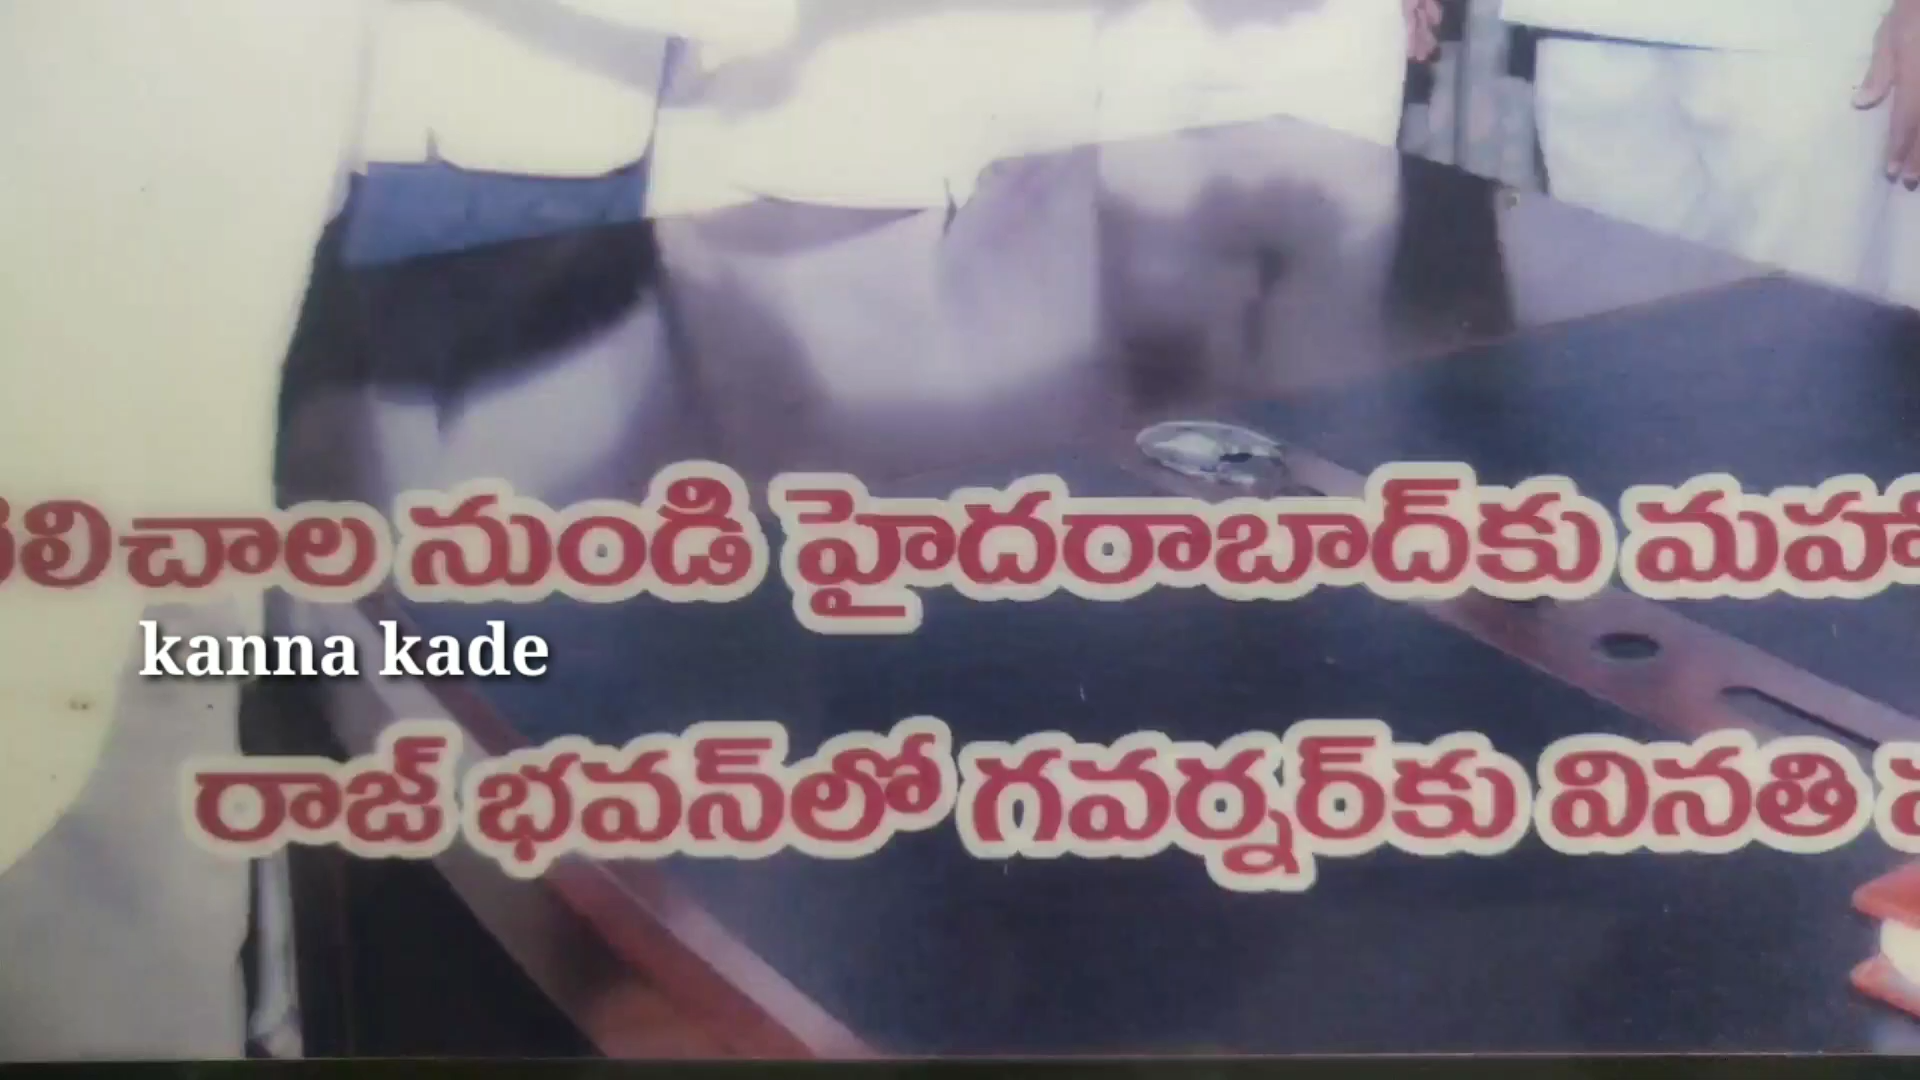 నుండి హైదరాబాద్‌కు
kanna kade
రాజ్ భవన్‌లో గవర్నర్‌కు వినతి